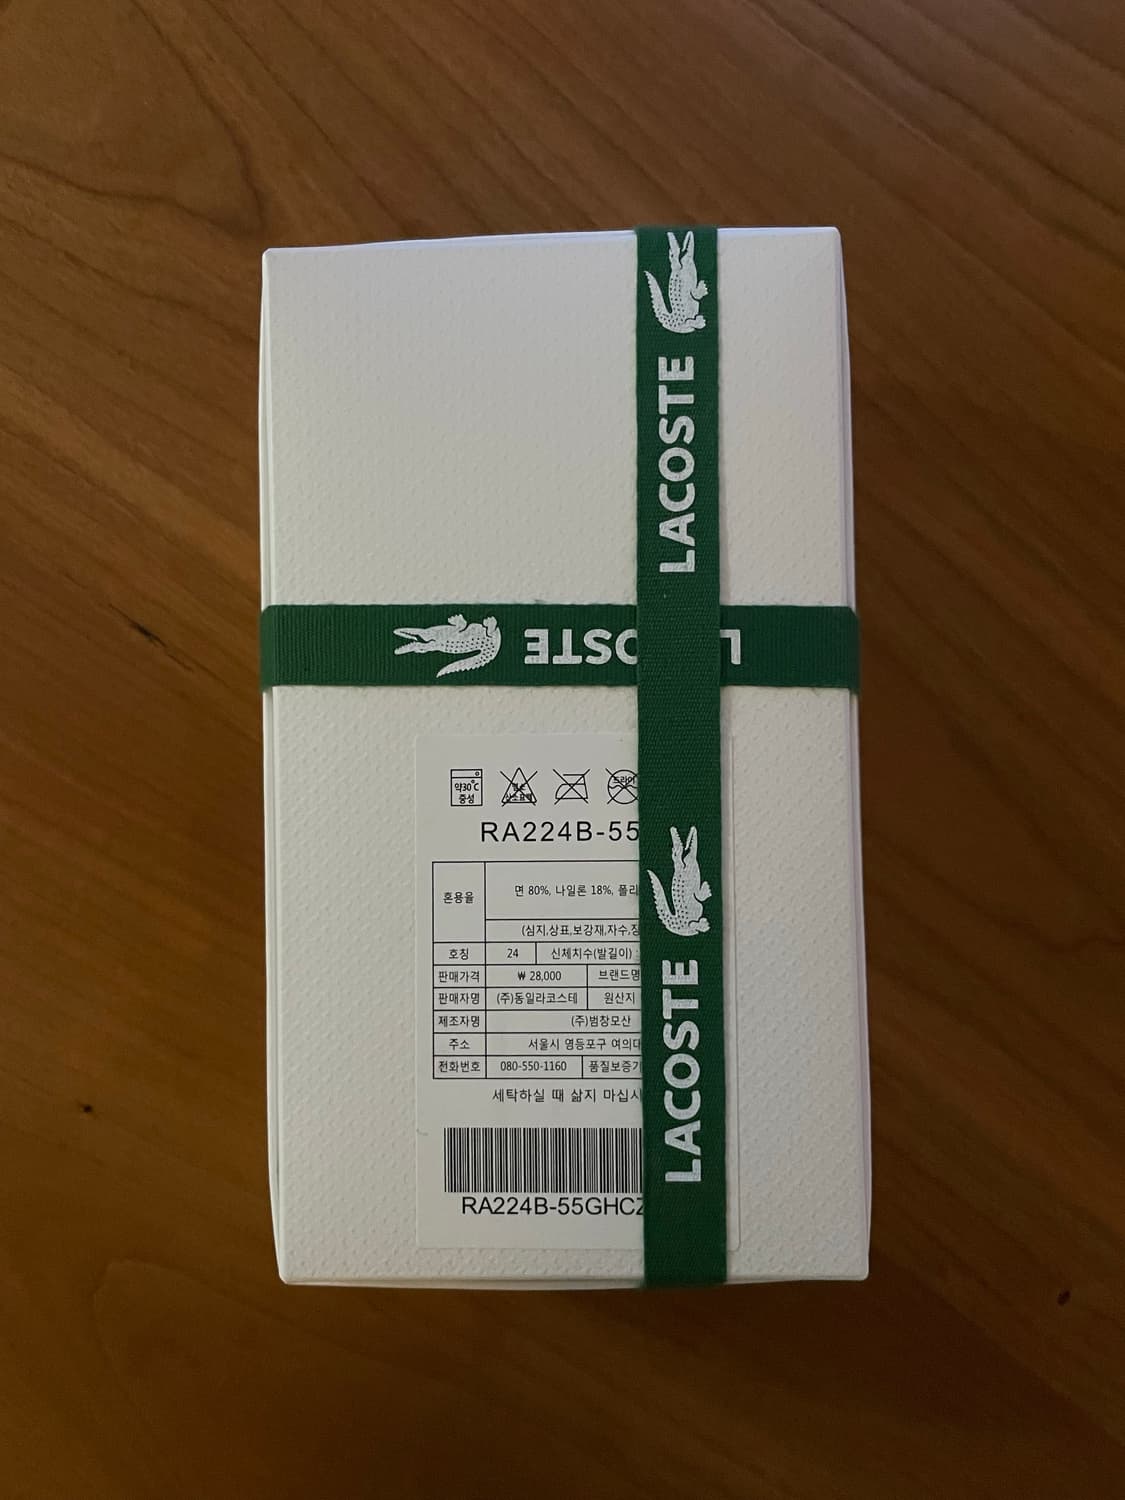 LACOSTE
LACOSTE
약30℃
중성
드라이
RA224B-55
혼용율
면 80%, 나일론 18%, 폴리
(심지,상표,보강재,자수,장
호칭 24 신체치수(발길이) :
판매가격 ₩ 28,000 브랜드명
판매자명 (주)동일라코스테 원산지
제조자명 (주)범창모산
주소 서울시 영등포구 여의대
전화번호 080-550-1160 품질보증기
세탁하실 때 삶지 마십시
LACOSTE
RA224B-55GHCZ